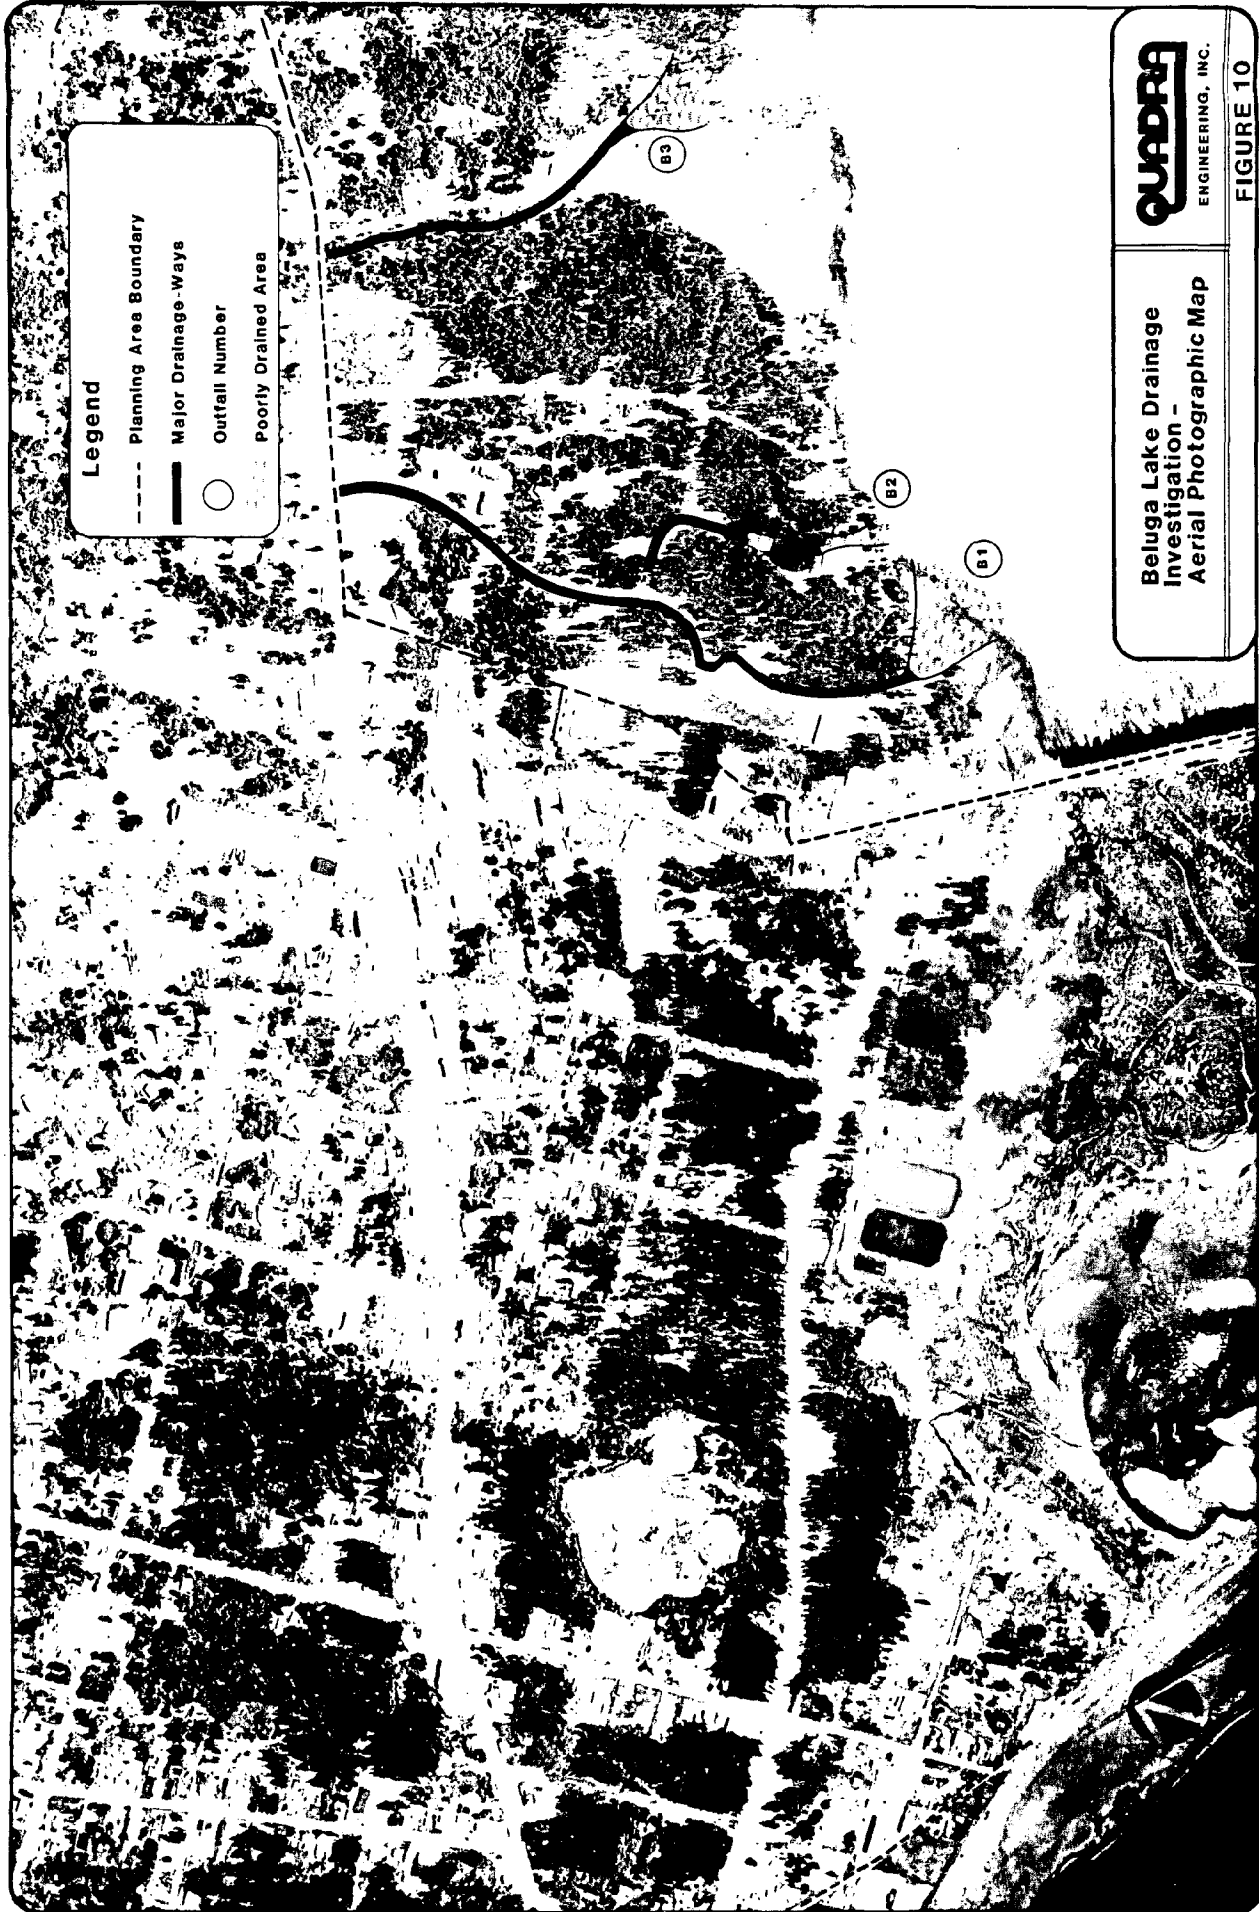 Legend
Planning Area Boundary
Major Drainage-Ways
Outfall Number
Poorly Drained Area
B3
B2
B1
Beluga Lake Drainage
Investigation –
Aerial Photographic Map
QUADRA
ENGINEERING, INC.
FIGURE 10